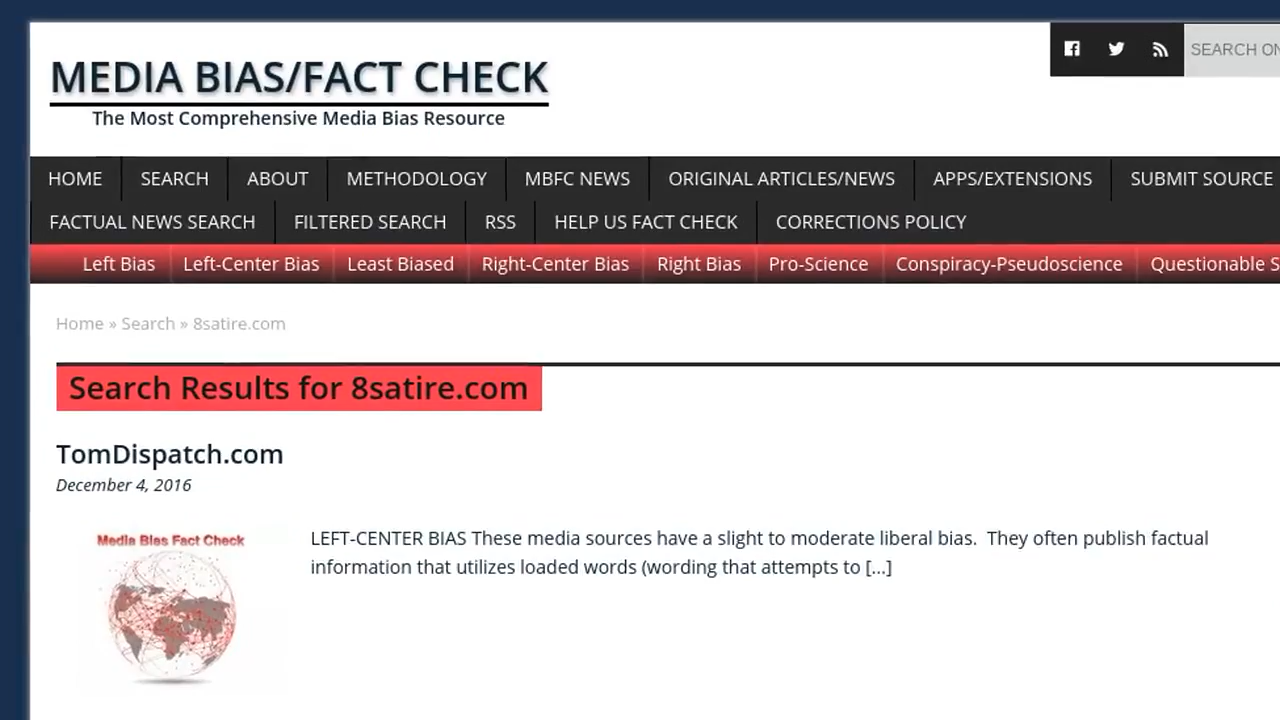 MEDIA BIAS/FACT CHECK
The Most Comprehensive Media Bias Resource
SEARCH ON
HOME SEARCH ABOUT METHODOLOGY MBFC NEWS ORIGINAL ARTICLES/NEWS APPS/EXTENSIONS SUBMIT SOURCE
FACTUAL NEWS SEARCH FILTERED SEARCH RSS HELP US FACT CHECK CORRECTIONS POLICY
Left Bias Left-Center Bias Least Biased Right-Center Bias Right Bias Pro-Science Conspiracy-Pseudoscience Questionable S
Home » Search » 8satire.com
Search Results for 8satire.com
TomDispatch.com
December 4, 2016
Media Bias Fact Check
LEFT-CENTER BIAS These media sources have a slight to moderate liberal bias. They often publish factual
information that utilizes loaded words (wording that attempts to [...]